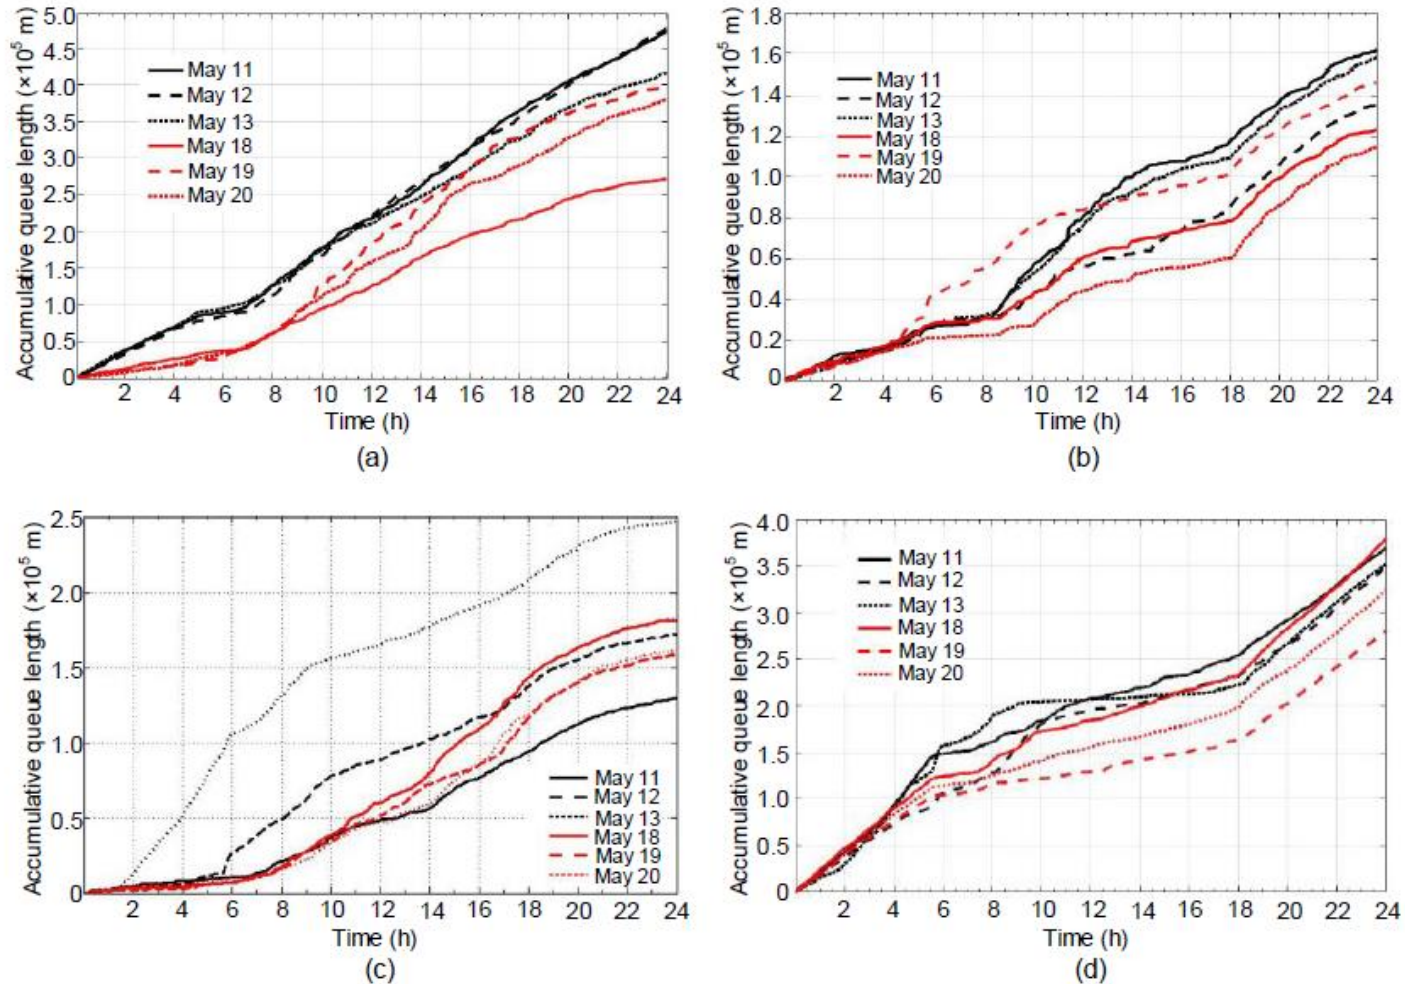 Accumulative queue length (×10⁵ m)
5.0
4.5
4.0
3.5
3.0
2.5
2.0
1.5
1.0
0.5
0
May 11
May 12
May 13
May 18
May 19
May 20
2 4 6 8 10 12 14 16 18 20 22 24
Time (h)
(a)
Accumulative queue length (×10⁵ m)
1.8
1.6
1.4
1.2
1.0
0.8
0.6
0.4
0.2
0
May 11
May 12
May 13
May 18
May 19
May 20
2 4 6 8 10 12 14 16 18 20 22 24
Time (h)
(b)
Accumulative queue length (×10⁵ m)
2.5
2.0
1.5
1.0
0.5
0
May 11
May 12
May 13
May 18
May 19
May 20
2 4 6 8 10 12 14 16 18 20 22 24
Time (h)
(c)
Accumulative queue length (×10⁵ m)
4.0
3.5
3.0
2.5
2.0
1.5
1.0
0.5
0
May 11
May 12
May 13
May 18
May 19
May 20
2 4 6 8 10 12 14 16 18 20 22 24
Time (h)
(d)